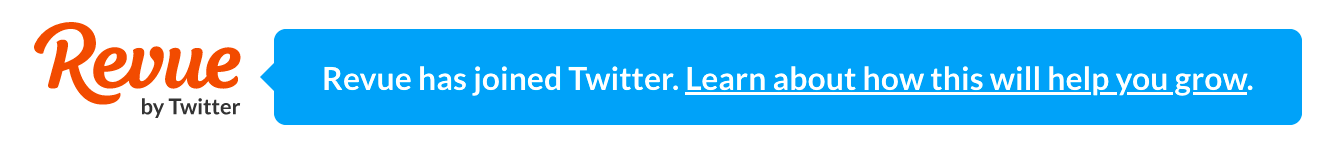 Revue
by Twitter
Revue has joined Twitter. Learn about how this will help you grow.